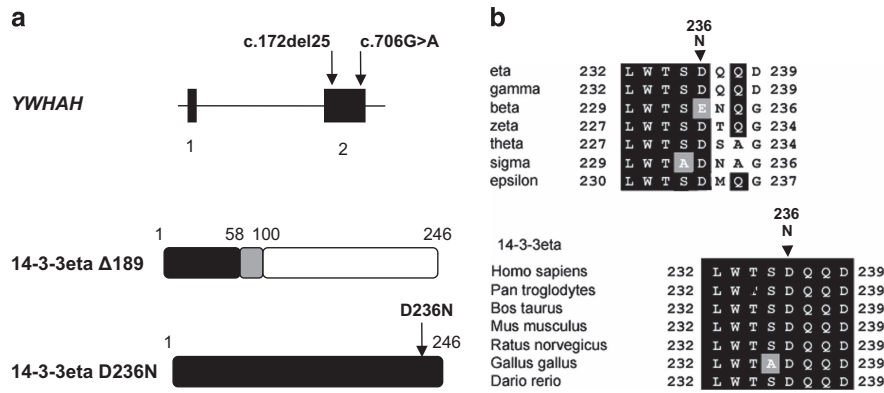 a
c.172del25 c.706G>A
YWHAH
1 2
1 58 100 246
14-3-3eta Δ189
D236N
1 246
14-3-3eta D236N
b
236
N
eta 232 L W T S D Q Q D 239
gamma 232 L W T S D Q Q D 239
beta 229 L W T S E N Q G 236
zeta 227 L W T S D T Q G 234
theta 227 L W T S D S A G 234
sigma 229 L W T A D N A G 236
epsilon 230 L W T S D M Q G 237
236
N
14-3-3eta
Homo sapiens 232 L W T S D Q Q D 239
Pan troglodytes 232 L W S D Q Q D 239
Bos taurus 232 L W T S D Q Q D 239
Mus musculus 232 L W T S D Q Q D 239
Ratus norvegicus 232 L W T S D Q Q D 239
Gallus gallus 232 L W T A D Q Q D 239
Dario rerio 232 L W T S D Q Q D 239